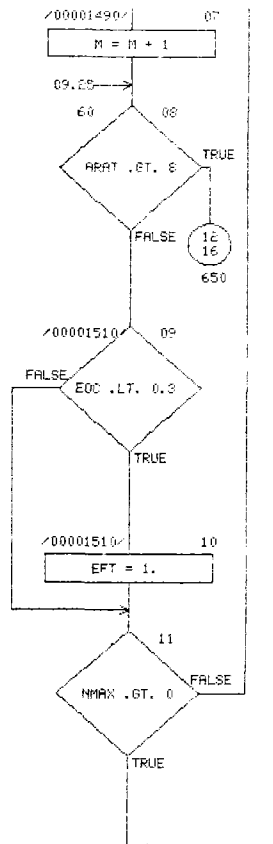 /00001490/ 07
M = M + 1
09.25
60 08
ARAT .GT. 8
TRUE
FALSE
12
16
650
/00001510/ 09
FALSE
EOC .LT. 0.3
TRUE
/00001510/ 10
EFT = 1.
11
NMAX .GT. 0
FALSE
TRUE